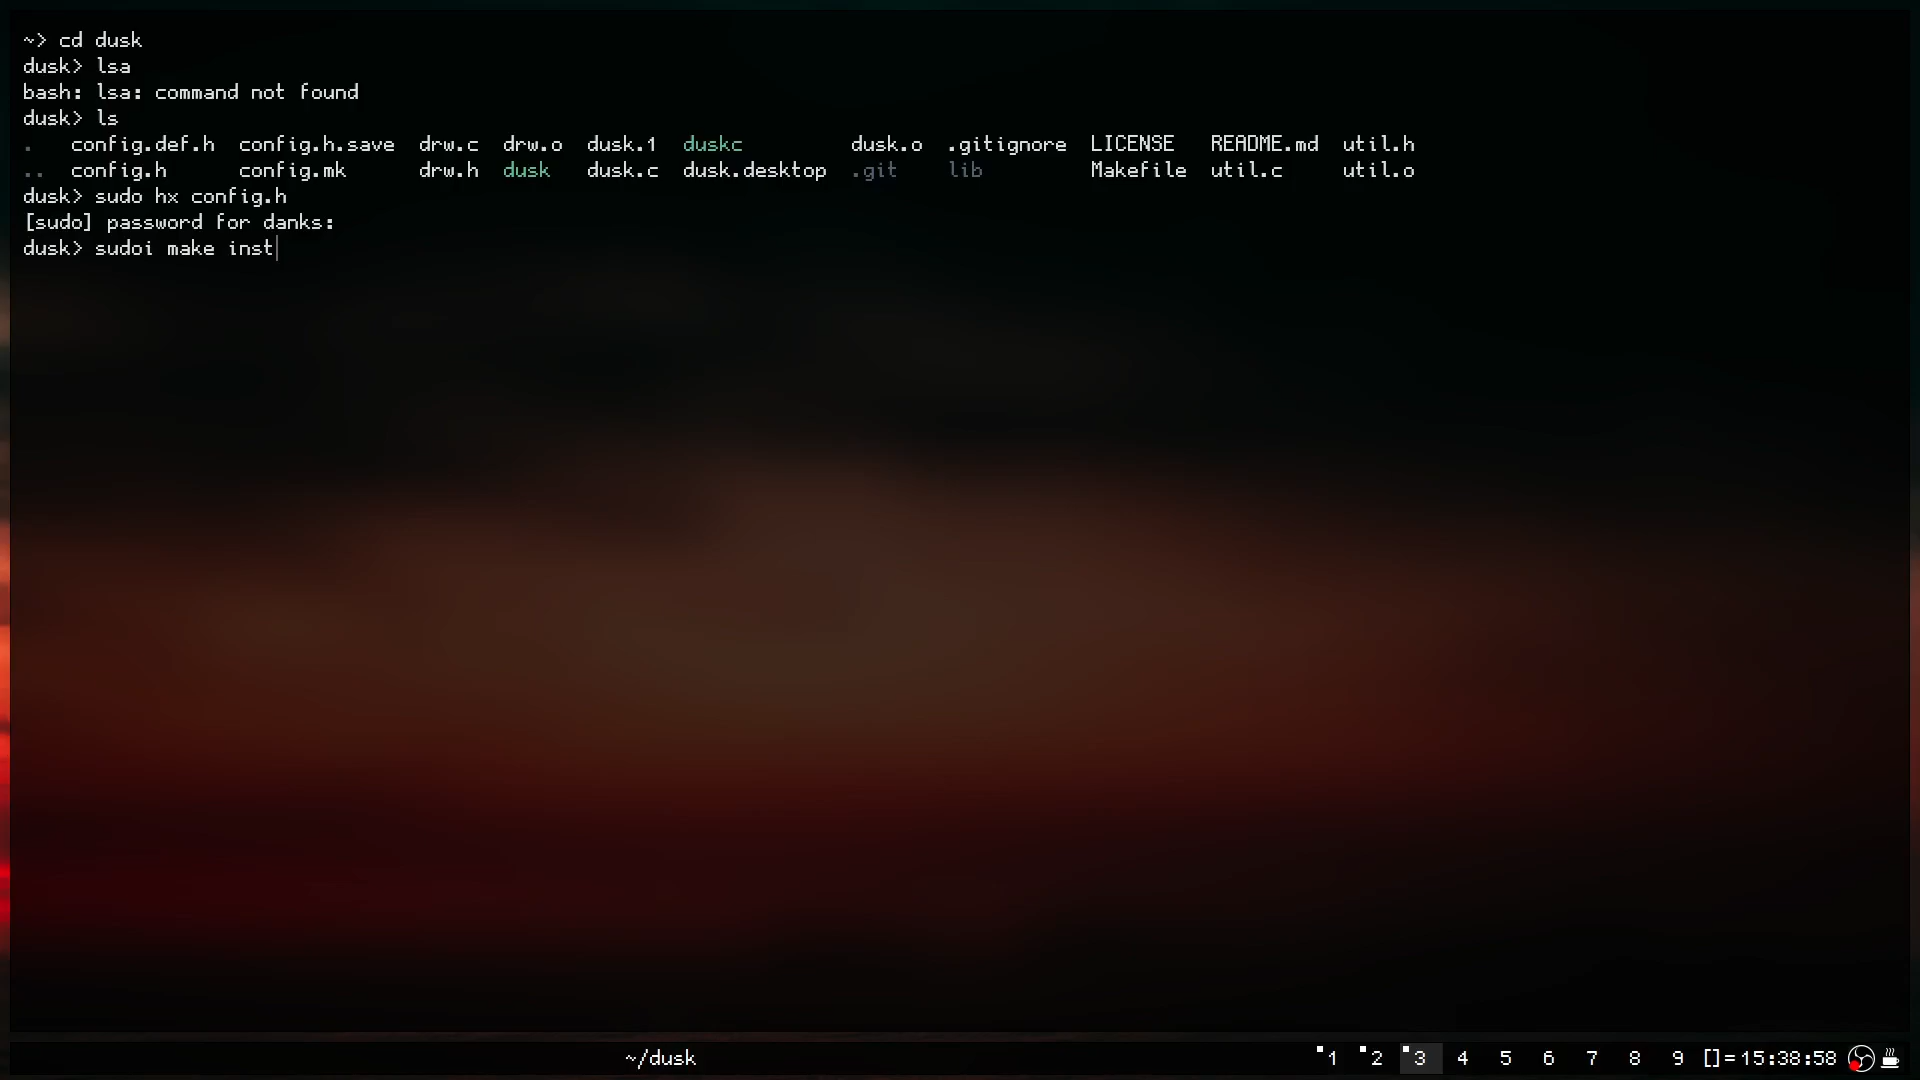 ~> cd dusk
dusk> lsa
bash: lsa: command not found
dusk> ls
. config.def.h config.h.save drw.c drw.o dusk.1 duskc dusk.o .gitignore LICENSE README.md util.h
.. config.h config.mk drw.h dusk dusk.c dusk.desktop .git lib Makefile util.c util.o
dusk> sudo hx config.h
[sudo] password for danks:
dusk> sudoi make inst
~/dusk 1 2 3 4 5 6 7 8 9 []= 15:38:58